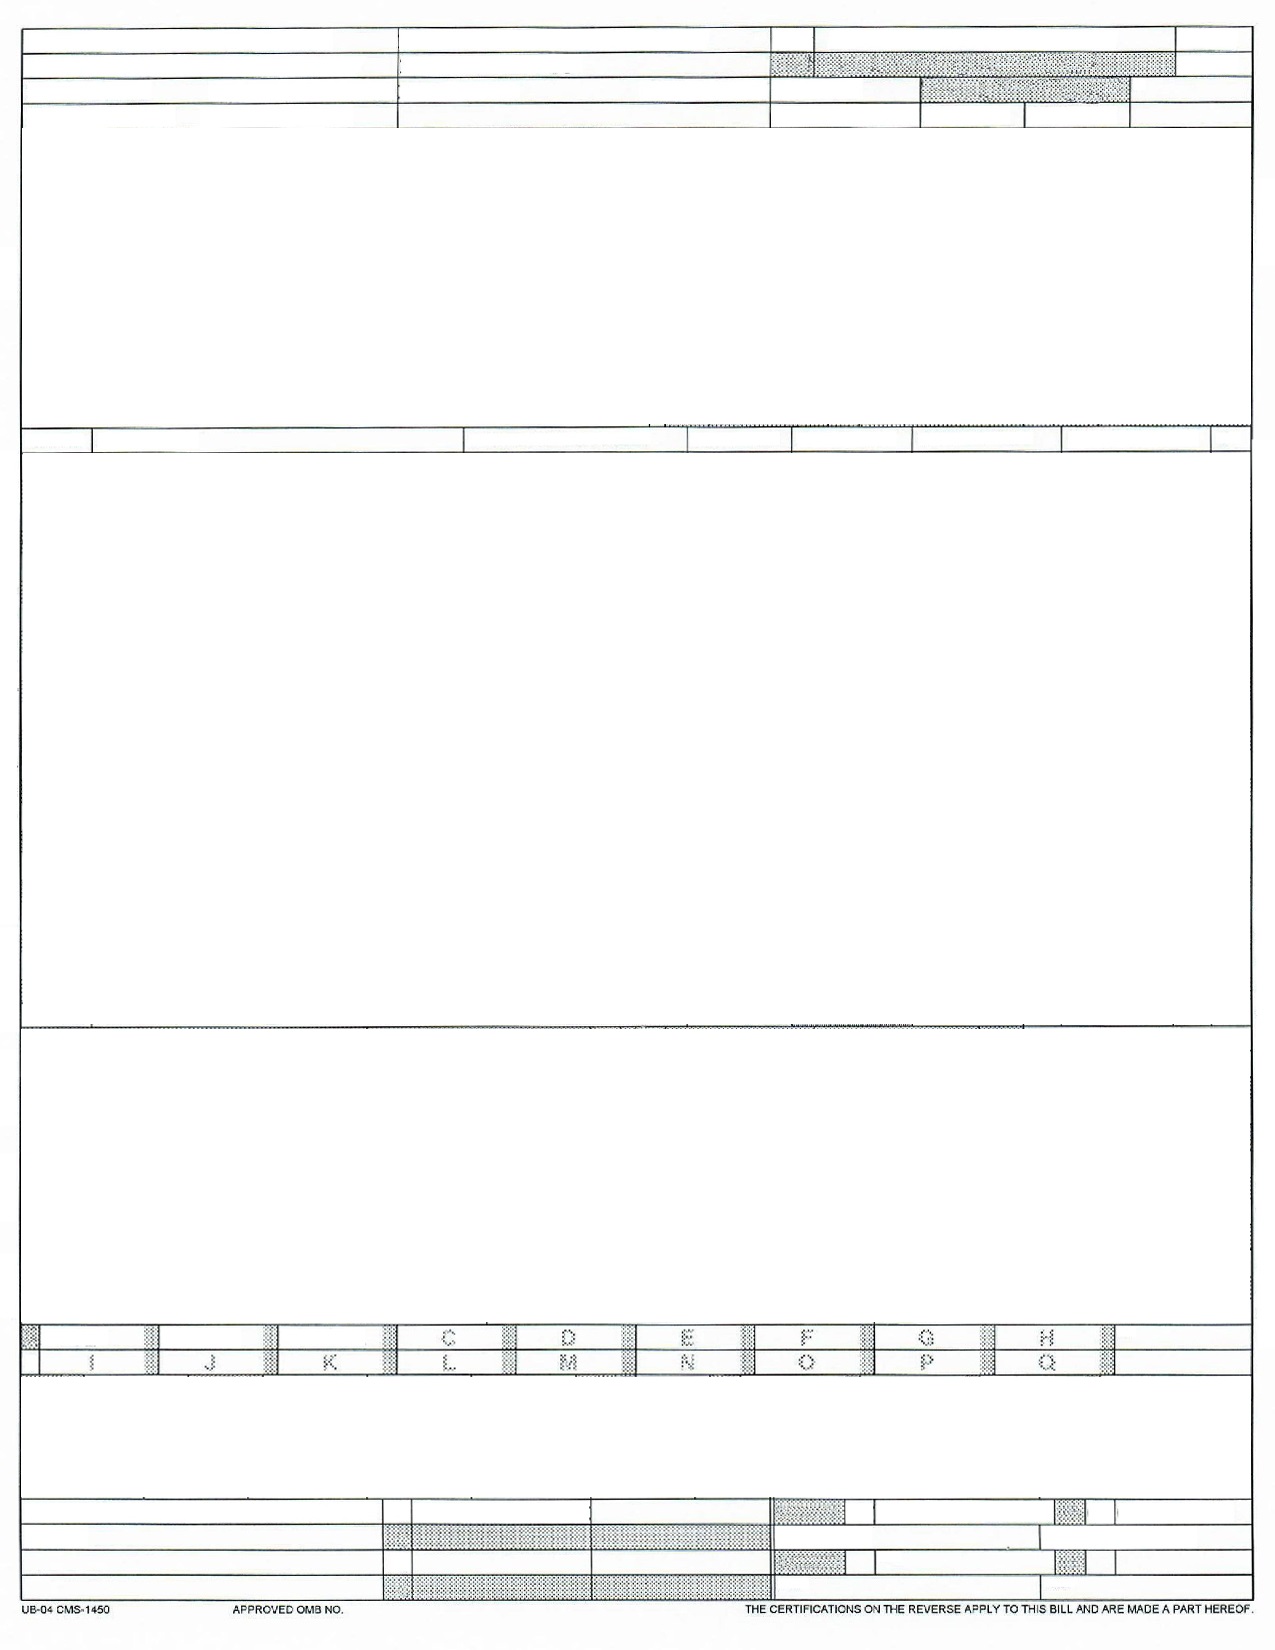 C D E F G H
I J K L M N O P Q
UB-04 CMS-1450 APPROVED OMB NO. THE CERTIFICATIONS ON THE REVERSE APPLY TO THIS BILL AND ARE MADE A PART HEREOF.